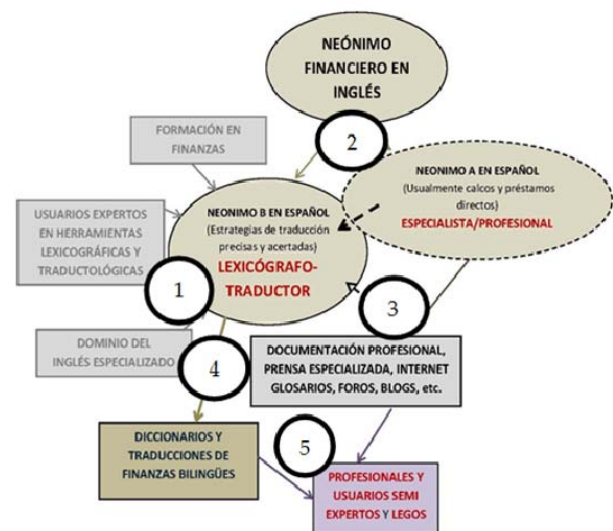 NEÓNIMO
FINANCIERO EN
INGLÉS
2
FORMACIÓN EN
FINANZAS
NEONIMO A EN ESPAÑOL
(Usualmente calcos y préstamos
directos)
ESPECIALISTA/PROFESIONAL
USUARIOS EXPERTOS
EN HERRAMIENTAS
LEXICOGRÁFICAS Y
TRADUCTOLÓGICAS
NEONIMO B EN ESPAÑOL
(Estrategias de traducción
precisas y acertadas)
LEXICÓGRAFO-
TRADUCTOR
1
3
DOMINIO DEL
INGLÉS ESPECIALIZADO
4
DOCUMENTACIÓN PROFESIONAL,
PRENSA ESPECIALIZADA, INTERNET
GLOSARIOS, FOROS, BLOGS,, etc.
DICCIONARIOS Y
TRADUCCIONES DE
FINANZAS BILINGÜES
5
PROFESIONALES Y
USUARIOS SEMI
EXPERTOS Y LEGOS